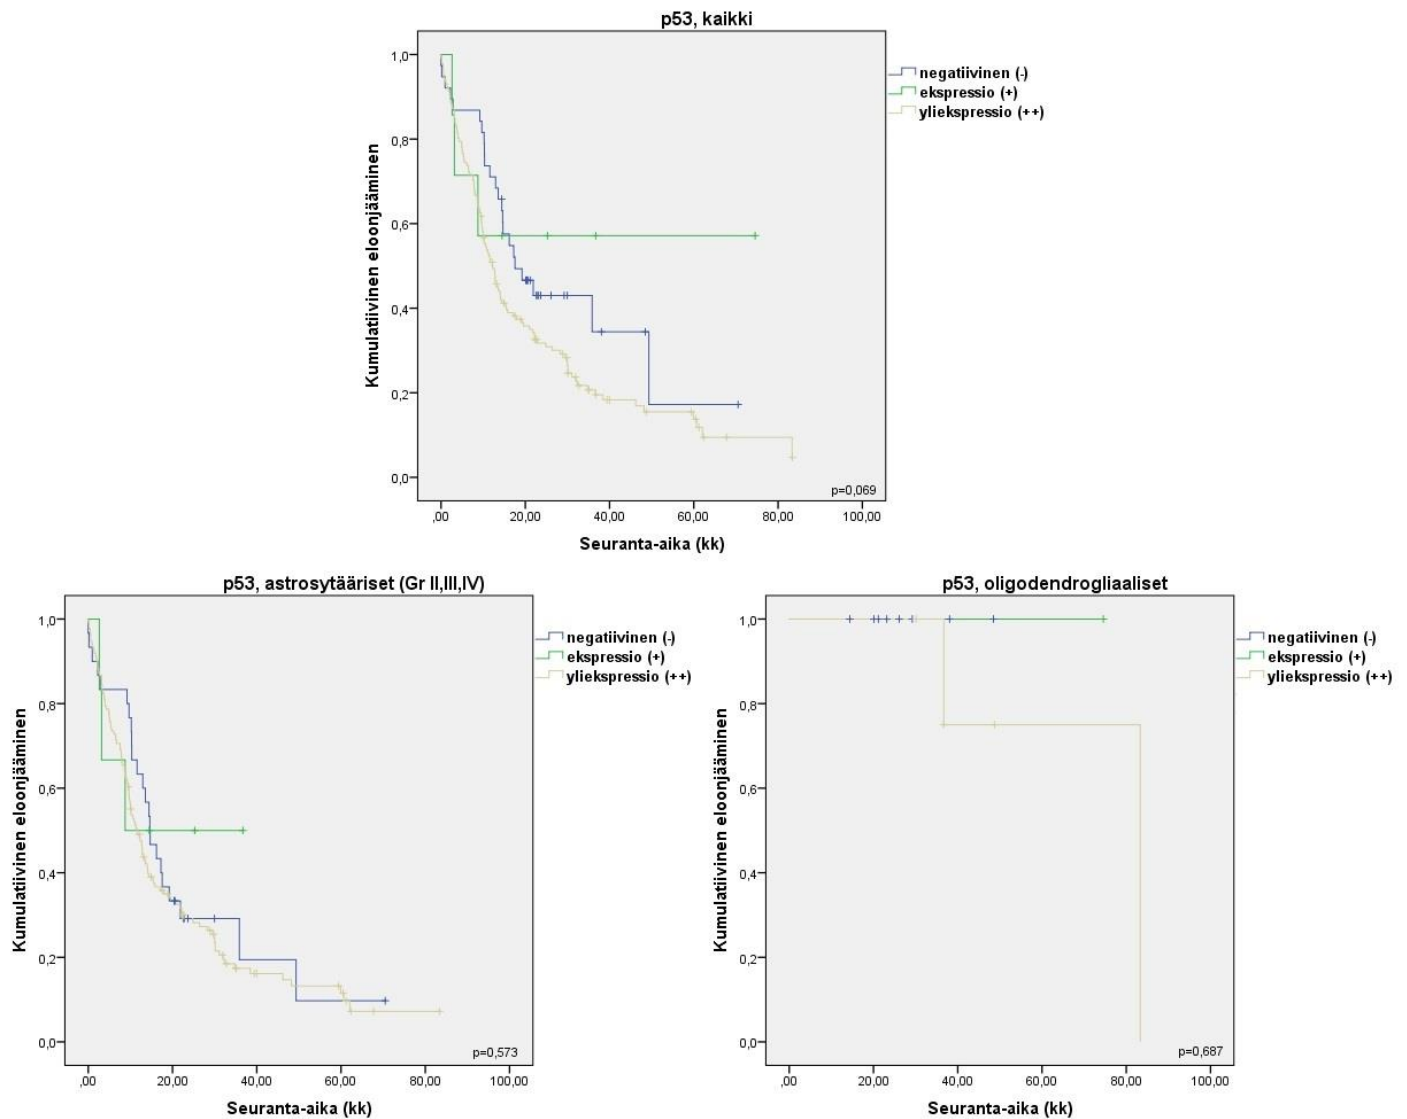 p53, kaikki
negatiivinen (-)
ekspressio (+)
yliekspressio (++)
Kumulatiivinen eloonjääminen
1,0
0,8
0,6
0,4
0,2
0,0
p=0,069
,00 20,00 40,00 60,00 80,00 100,00
Seuranta-aika (kk)
p53, astrosytääriset (Gr II,III,IV)
negatiivinen (-)
ekspressio (+)
yliekspressio (++)
Kumulatiivinen eloonjääminen
1,0
0,8
0,6
0,4
0,2
0,0
p=0,573
,00 20,00 40,00 60,00 80,00 100,00
Seuranta-aika (kk)
p53, oligodendrogliaaliset
negatiivinen (-)
ekspressio (+)
yliekspressio (++)
Kumulatiivinen eloonjääminen
1,0
0,8
0,6
0,4
0,2
0,0
p=0,687
,00 20,00 40,00 60,00 80,00 100,00
Seuranta-aika (kk)